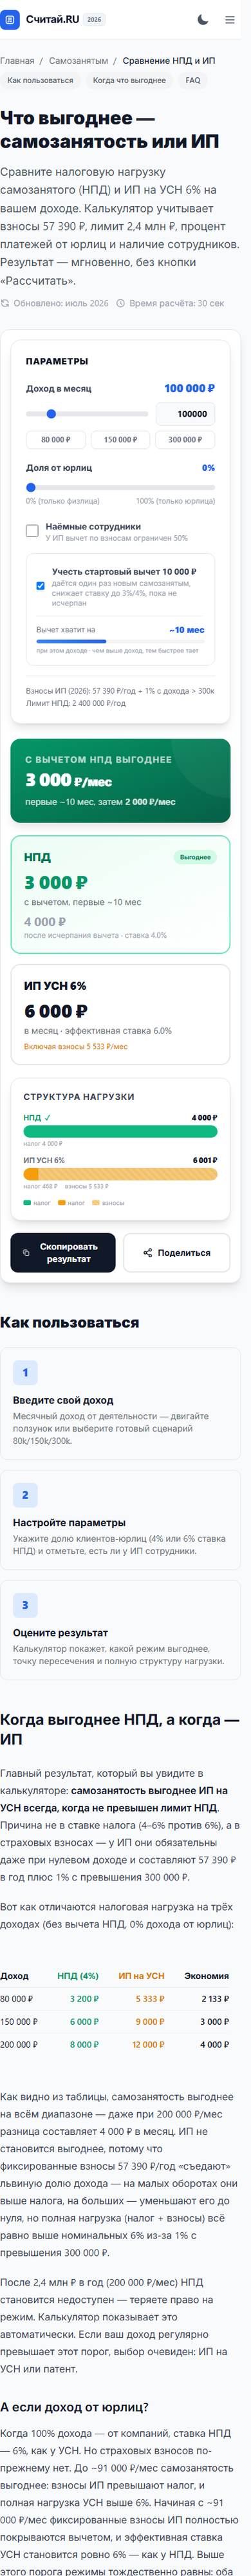 Считай.RU 2026
Главная / Самозанятым / Сравнение НПД и ИП
Как пользоваться Когда что выгоднее FAQ
Что выгоднее —
самозанятость или ИП
Сравните налоговую нагрузку
самозанятого (НПД) и ИП на УСН 6% на
вашем доходе. Калькулятор учитывает
взносы 57 390 ₽, лимит 2,4 млн ₽, процент
платежей от юрлиц и наличие сотрудников.
Результат — мгновенно, без кнопки
«Рассчитать».
Обновлено: июль 2026 Время расчёта: 30 сек
ПАРАМЕТРЫ
Доход в месяц 100 000 ₽
100000
80 000 ₽ 150 000 ₽ 300 000 ₽
Доля от юрлиц 0%
0% (только физлица) 100% (только юрлица)
Наёмные сотрудники
У ИП вычет по взносам ограничен 50%
Учесть стартовый вычет 10 000 ₽
даётся один раз новым самозанятым,
снижает ставку до 3%/4%, пока не
исчерпан
Вычет хватит на ~10 мес
при этом доходе · чем выше доход, тем быстрее тает
Взносы ИП (2026): 57 390 ₽/год + 1% с дохода > 300к
Лимит НПД: 2 400 000 ₽/год
С ВЫЧЕТОМ НПД ВЫГОДНЕЕ
3 000 ₽/мес
первые ~10 мес, затем 2 000 ₽/мес
НПД Выгоднее
3 000 ₽
с вычетом, первые ~10 мес
4 000 ₽
после исчерпания вычета · ставка 4.0%
ИП УСН 6%
6 000 ₽
в месяц · эффективная ставка 6.0%
Включая взносы 5 533 ₽/мес
СТРУКТУРА НАГРУЗКИ
НПД ✓ 4 000 ₽
налог 4 000 ₽
ИП УСН 6% 6 001 ₽
налог 468 ₽ взносы 5 533 ₽
налог налог взносы
Скопировать
результат
Поделиться
Как пользоваться
1
Введите свой доход
Месячный доход от деятельности — двигайте
ползунок или выберите готовый сценарий
80k/150k/300k.
2
Настройте параметры
Укажите долю клиентов-юрлиц (4% или 6% ставка
НПД) и отметьте, есть ли у ИП сотрудники.
3
Оцените результат
Калькулятор покажет, какой режим выгоднее,
точку пересечения и полную структуру нагрузки.
Когда выгоднее НПД, а когда —
ИП
Главный результат, который вы увидите в
калькуляторе: самозанятость выгоднее ИП на
УСН всегда, когда не превышен лимит НПД.
Причина не в ставке налога (4–6% против 6%), а в
страховых взносах — у ИП они обязательны
даже при нулевом доходе и составляют 57 390 ₽
в год плюс 1% с превышения 300 000 ₽.
Вот как отличаются налоговая нагрузка на трёх
доходах (без вычета НПД, 0% дохода от юрлиц):
Доход НПД (4%) ИП на УСН Экономия
80 000 ₽ 3 200 ₽ 5 333 ₽ 2 133 ₽
150 000 ₽ 6 000 ₽ 9 000 ₽ 3 000 ₽
200 000 ₽ 8 000 ₽ 12 000 ₽ 4 000 ₽
Как видно из таблицы, самозанятость выгоднее
на всём диапазоне — даже при 200 000 ₽/мес
разница составляет 4 000 ₽ в месяц. ИП не
становится выгоднее, потому что
фиксированные взносы 57 390 ₽/год «съедают»
львиную долю дохода — на малых оборотах они
выше налога, на больших — уменьшают его до
нуля, но полная нагрузка (налог + взносы) всё
равно выше номинальных 6% из-за 1% с
превышения 300 000 ₽.
После 2,4 млн ₽ в год (200 000 ₽/мес) НПД
становится недоступен — теряете право на
режим. Калькулятор показывает это
автоматически. Если ваш доход регулярно
превышает этот порог, выбор очевиден: ИП на
УСН или патент.
А если доход от юрлиц?
Когда 100% дохода — от компаний, ставка НПД
— 6%, как у УСН. Но страховых взносов по-
прежнему нет. До ~91 000 ₽/мес самозанятость
выгоднее: взносы ИП превышают налог, и
полная нагрузка УСН выше 6%. Начиная с ~91
000 ₽/мес фиксированные взносы ИП полностью
покрываются вычетом, и эффективная ставка
УСН становится ровно 6% — как у НПД. Выше
этого порога режимы тождественно равны: оба